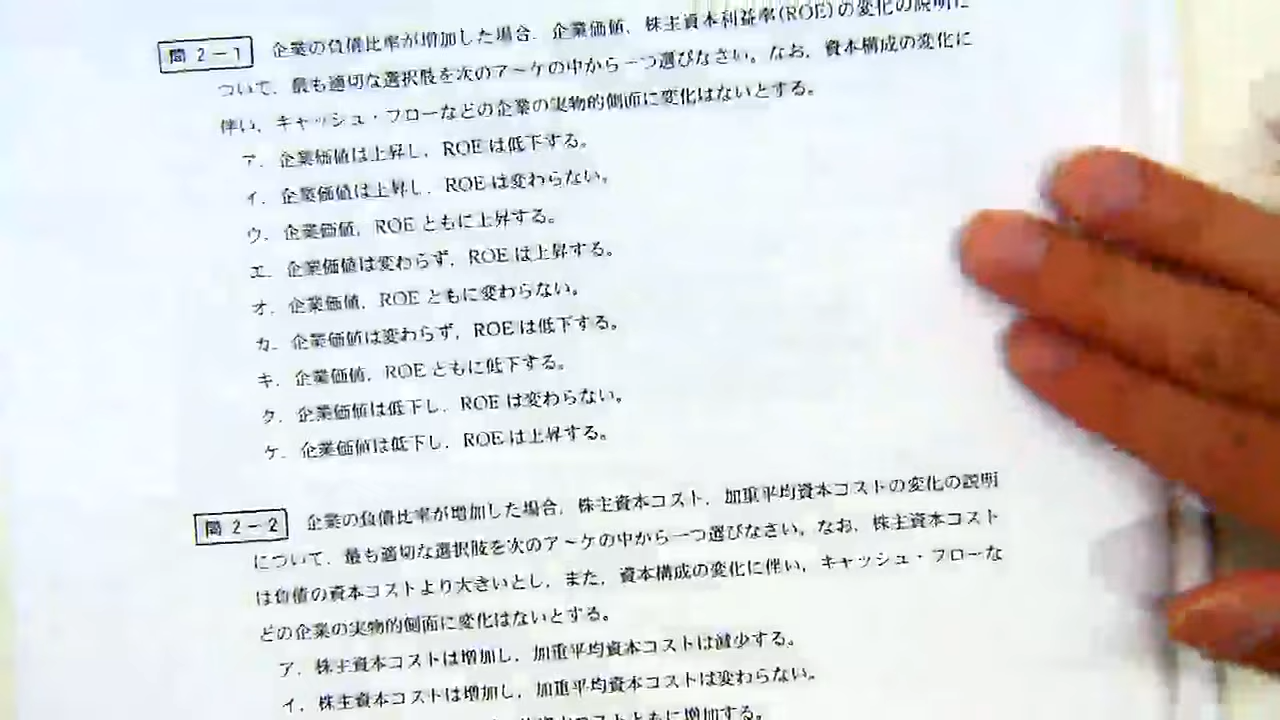 問 2-1 企業の負債比率が増加した場合、企業価値、株主資本利益率(ROE)の変化の説明に
ついて、最も適切な選択肢を次のア～ケの中から一つ選びなさい。なお、資本構成の変化に
伴い、キャッシュ・フローなどの企業の実物的側面に変化はないとする。
ア．企業価値は上昇し、ROEは低下する。
イ．企業価値は上昇し、ROEは変わらない。
ウ．企業価値、ROEともに上昇する。
エ．企業価値は変わらず、ROEは上昇する。
オ．企業価値、ROEともに変わらない。
カ．企業価値は変わらず、ROEは低下する。
キ．企業価値、ROEともに低下する。
ク．企業価値は低下し、ROEは変わらない。
ケ．企業価値は低下し、ROEは上昇する。
問 2-2 企業の負債比率が増加した場合、株主資本コスト、加重平均資本コストの変化の説明
について、最も適切な選択肢を次のア～ケの中から一つ選びなさい。なお、株主資本コスト
は負債の資本コストより大きいとし、また、資本構成の変化に伴い、キャッシュ・フローな
どの企業の実物的側面に変化はないとする。
ア．株主資本コストは増加し、加重平均資本コストは減少する。
イ．株主資本コストは増加し、加重平均資本コストは変わらない。
資本コストともに増加する。